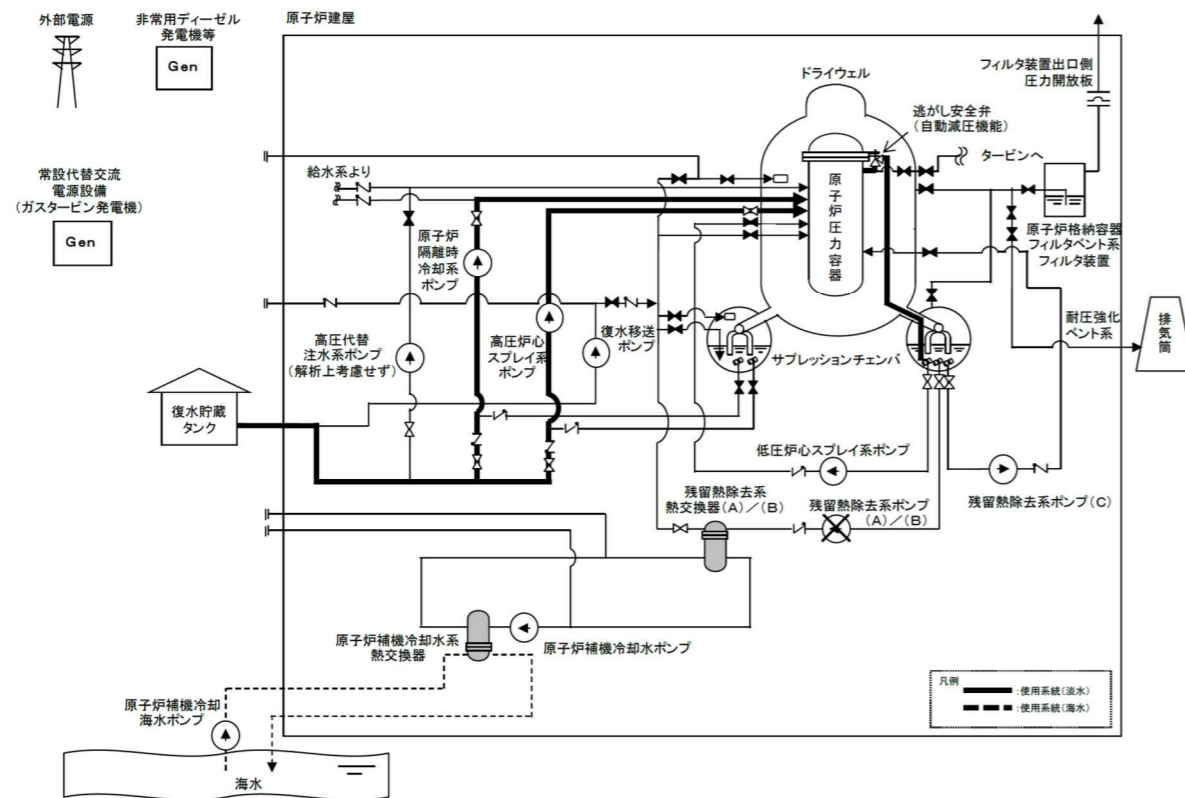 外部電源
非常用ディーゼル
発電機等
Gen
原子炉建屋
常設代替交流
電源設備
(ガスタービン発電機)
Gen
ドライウェル
逃がし安全弁
(自動減圧機能)
タービンへ
フィルタ装置出口側
圧力開放板
給水系より
原子炉
隔離時
冷却系
ポンプ
原子炉圧力容器
原子炉格納容器
フィルタベント系
フィルタ装置
耐圧強化
ベント系
排気筒
高圧代替
注水系ポンプ
(解析上考慮せず)
高圧炉心
スプレイ系
ポンプ
復水移送
ポンプ
サプレッションチェンバ
復水貯蔵
タンク
低圧炉心スプレイ系ポンプ
残留熱除去系
熱交換器(A)/(B)
残留熱除去系ポンプ
(A)/(B)
残留熱除去系ポンプ(C)
原子炉補機冷却水系
熱交換器
原子炉補機冷却水ポンプ
原子炉補機冷却
海水ポンプ
海水
凡例
:使用系統(淡水)
:使用系統(海水)